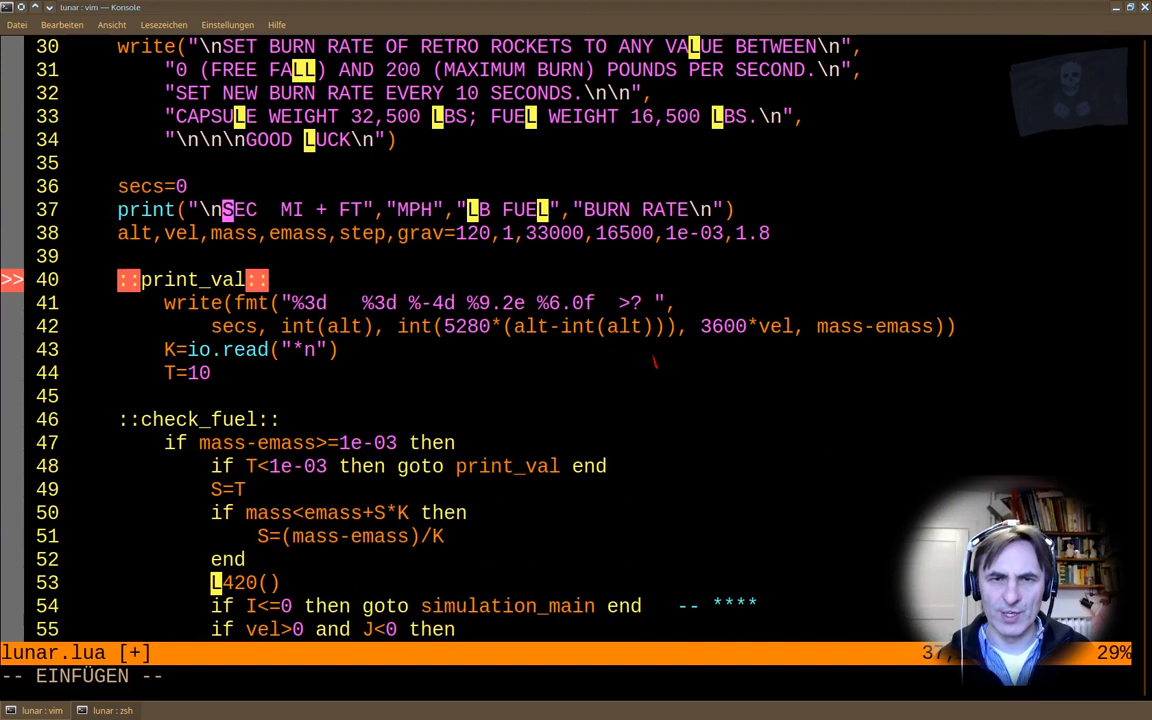 lunar : vim — Konsole
Datei Bearbeiten Ansicht Lesezeichen Einstellungen Hilfe
30 write("\nSET BURN RATE OF RETRO ROCKETS TO ANY VALUE BETWEEN\n",
31 "0 (FREE FALL) AND 200 (MAXIMUM BURN) POUNDS PER SECOND.\n",
32 "SET NEW BURN RATE EVERY 10 SECONDS.\n\n",
33 "CAPSULE WEIGHT 32,500 LBS; FUEL WEIGHT 16,500 LBS.\n",
34 "\n\n\nGOOD LUCK\n")
35
36 secs=0
37 print("\nSEC  MI + FT","MPH","LB FUEL","BURN RATE\n")
38 alt,vel,mass,emass,step,grav=120,1,33000,16500,1e-03,1.8
39
>> 40 ::print_val::
41 write(fmt("%3d   %3d %-4d %9.2e %6.0f  >? ",
42 secs, int(alt), int(5280*(alt-int(alt))), 3600*vel, mass-emass))
43 K=io.read("*n")
44 T=10
45
46 ::check_fuel::
47 if mass-emass>=1e-03 then
48 if T<1e-03 then goto print_val end
49 S=T
50 if mass<emass+S*K then
51 S=(mass-emass)/K
52 end
53 L420()
54 if I<=0 then goto simulation_main end   -- ****
55 if vel>0 and J<0 then
lunar.lua [+] 37, 29%
-- EINFÜGEN --
lunar : vim lunar : zsh